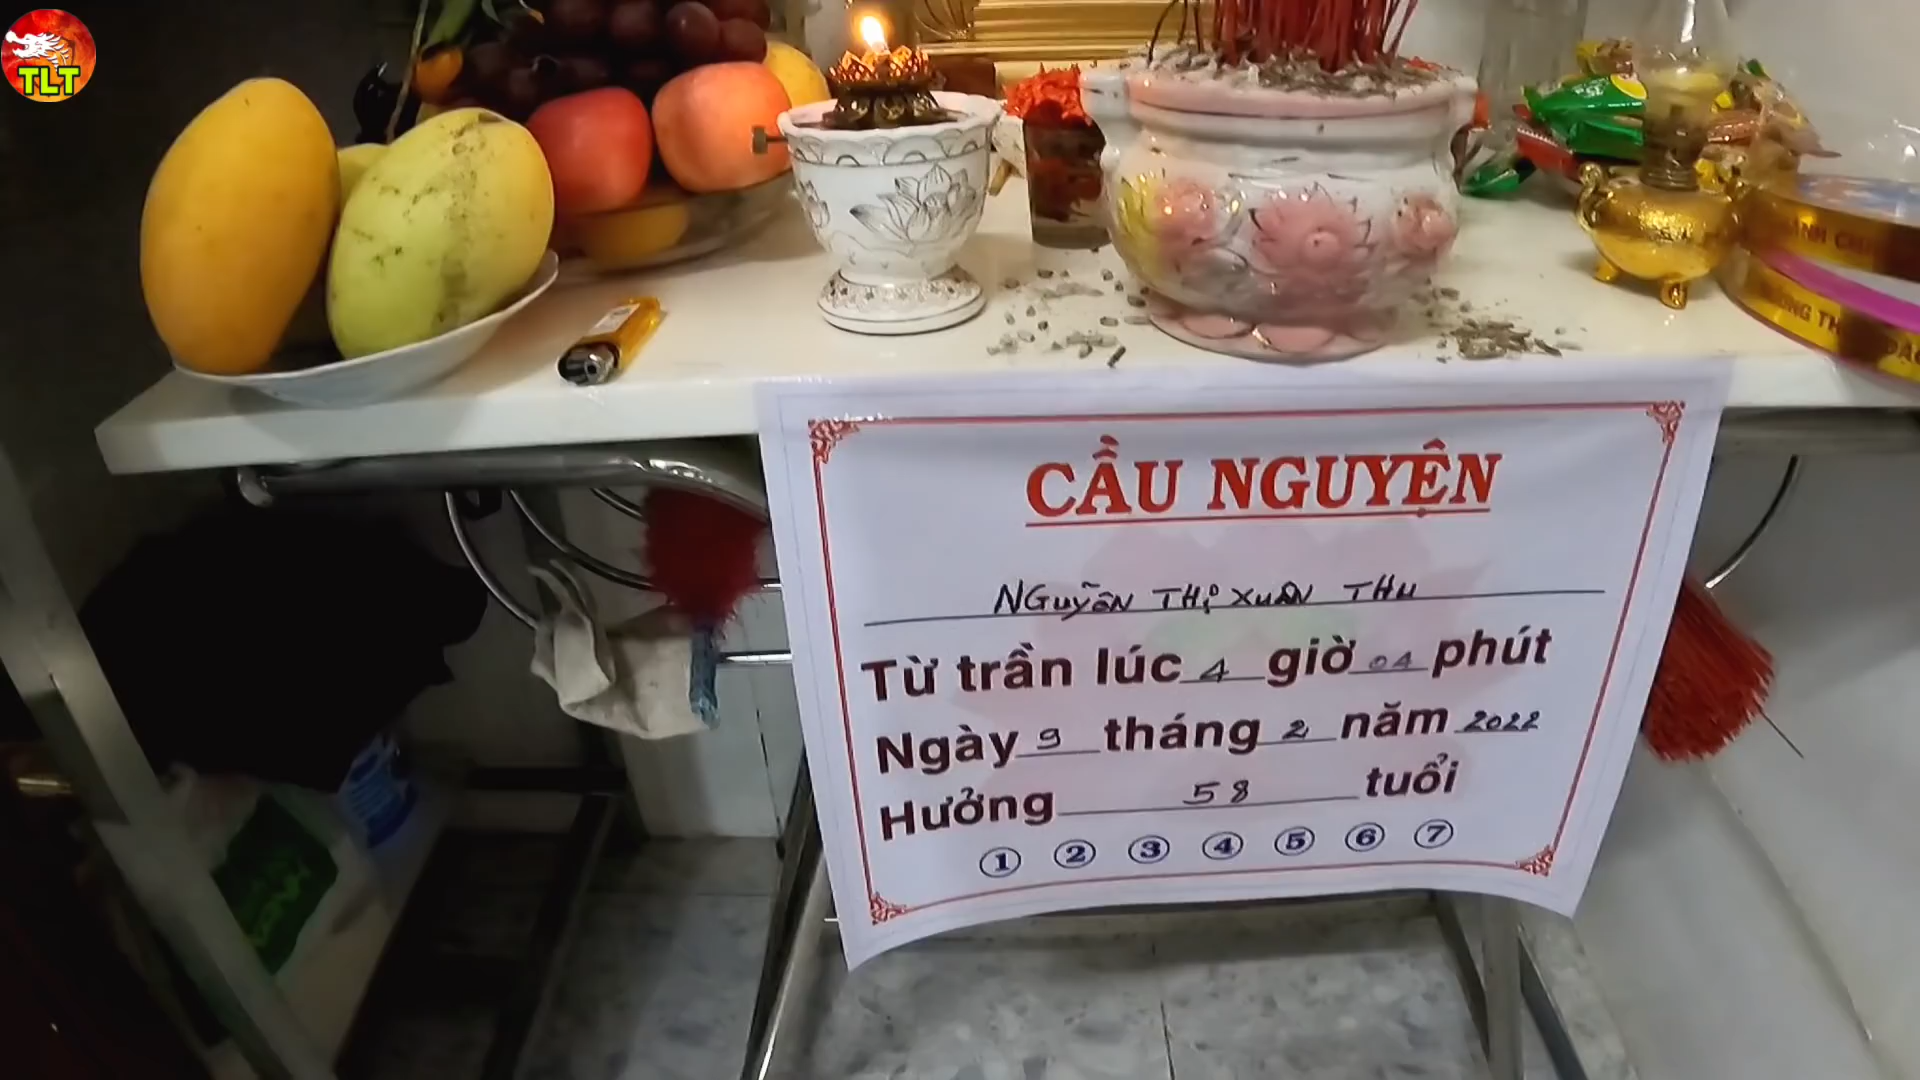 TLT
CẦU NGUYỆN
NGUYỄN THỊ XUÂN THU
Từ trần lúc 4 giờ 04 phút
Ngày 9 tháng 2 năm 2022
Hưởng 58 tuổi
① ② ③ ④ ⑤ ⑥ ⑦